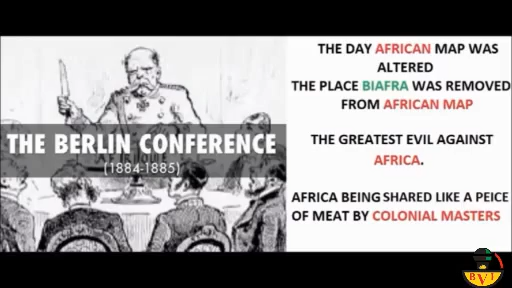 THE BERLIN CONFERENCE
(1884-1885)
THE DAY AFRICAN MAP WAS
ALTERED
THE PLACE BIAFRA WAS REMOVED
FROM AFRICAN MAP
THE GREATEST EVIL AGAINST
AFRICA.
AFRICA BEING SHARED LIKE A PEICE
OF MEAT BY COLONIAL MASTERS